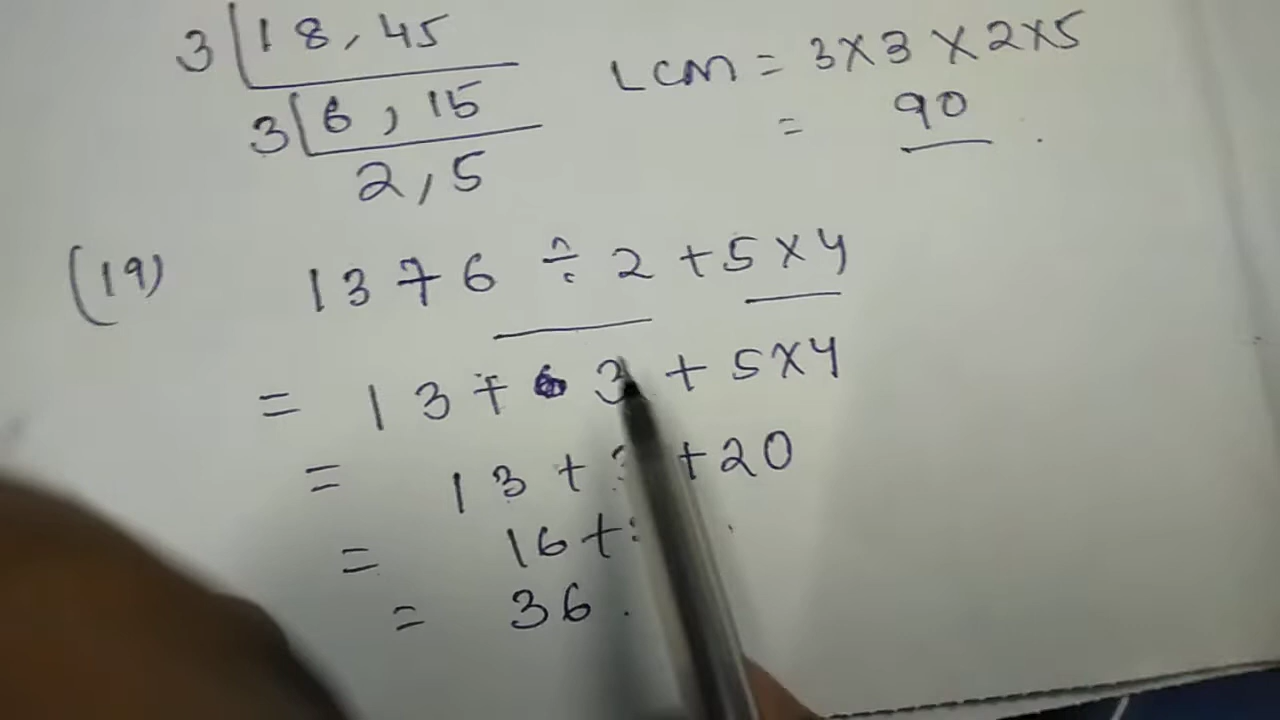 3 | 18, 45
3 | 6, 15
2, 5
LCM = 3×3×2×5
= 90
(19) 13 + 6 ÷ 2 + 5×4
= 13 + 3 + 5×4
= 13 + + 20
= 16 +
= 36.